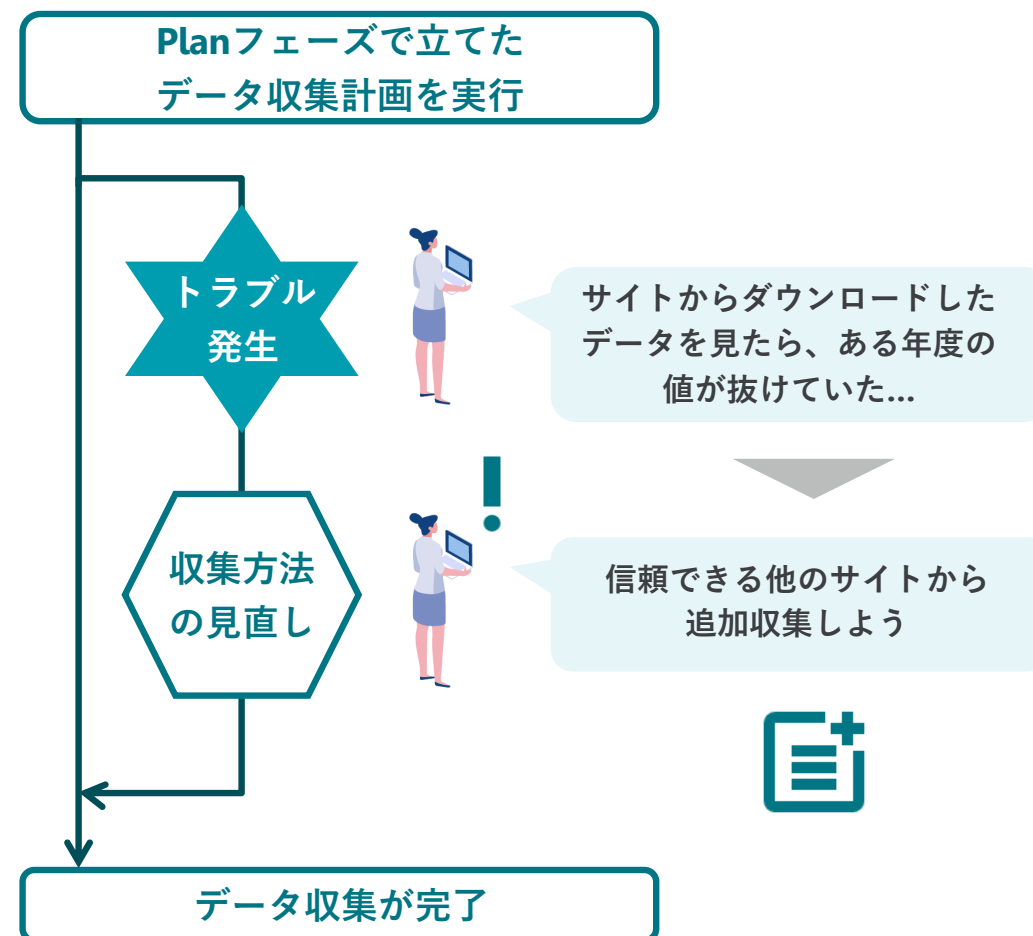 Planフェーズで立てた
データ収集計画を実行
トラブル
発生
サイトからダウンロードした
データを見たら、ある年度の
値が抜けていた...
収集方法
の見直し
信頼できる他のサイトから
追加収集しよう
データ収集が完了